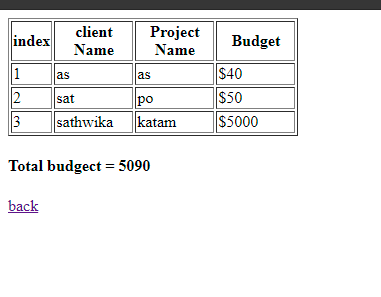 index client Name Project Name Budget
1 as as $40
2 sat po $50
3 sathwika katam $5000
Total budgect = 5090
back